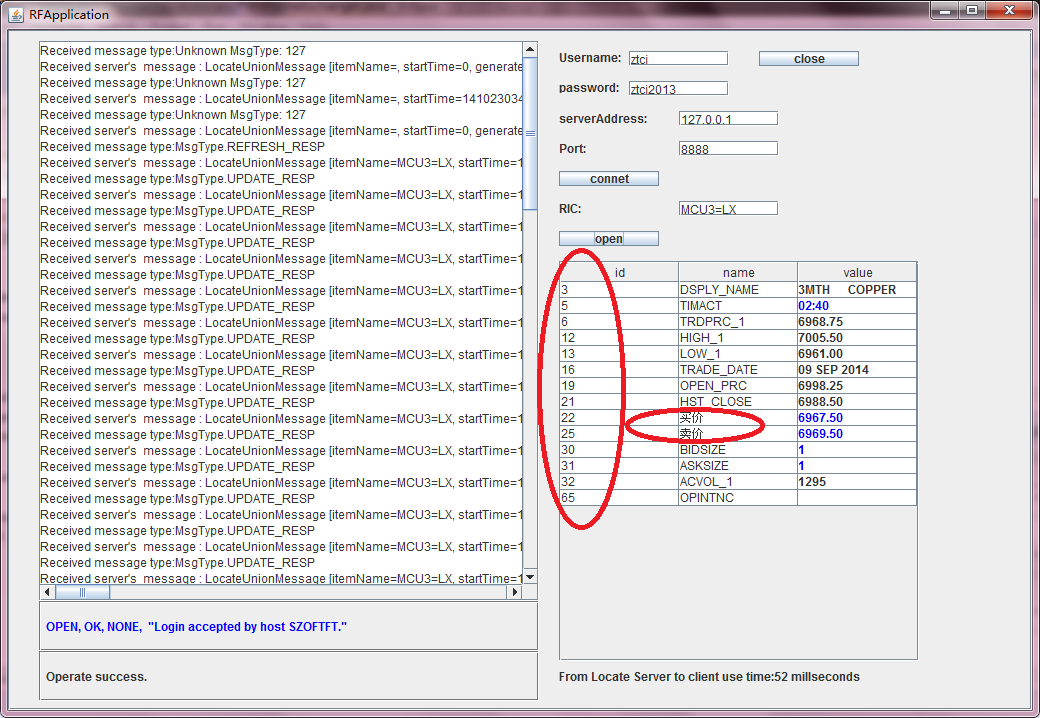 RFApplication
Received message type:Unknown MsgType: 127
Received server's  message : LocateUnionMessage [itemName=, startTime=0, generate
Received message type:Unknown MsgType: 127
Received server's  message : LocateUnionMessage [itemName=, startTime=141023034
Received message type:Unknown MsgType: 127
Received server's  message : LocateUnionMessage [itemName=, startTime=0, generate
Received message type:MsgType.REFRESH_RESP
Received server's  message : LocateUnionMessage [itemName=MCU3=LX, startTime=1
Received message type:MsgType.UPDATE_RESP
Received server's  message : LocateUnionMessage [itemName=MCU3=LX, startTime=1
Received message type:MsgType.UPDATE_RESP
Received server's  message : LocateUnionMessage [itemName=MCU3=LX, startTime=1
Received message type:MsgType.UPDATE_RESP
Received server's  message : LocateUnionMessage [itemName=MCU3=LX, startTime=1
Received message type:MsgType.UPDATE_RESP
Received server's  message : LocateUnionMessage [itemName=MCU3=LX, startTime=1
Received message type:MsgType.UPDATE_RESP
Received server's  message : LocateUnionMessage [itemName=MCU3=LX, startTime=1
Received message type:MsgType.UPDATE_RESP
Received server's  message : LocateUnionMessage [itemName=MCU3=LX, startTime=1
Received message type:MsgType.UPDATE_RESP
Received server's  message : LocateUnionMessage [itemName=MCU3=LX, startTime=1
Received message type:MsgType.UPDATE_RESP
Received server's  message : LocateUnionMessage [itemName=MCU3=LX, startTime=1
Received message type:MsgType.UPDATE_RESP
Received server's  message : LocateUnionMessage [itemName=MCU3=LX, startTime=1
Received message type:MsgType.UPDATE_RESP
Received server's  message : LocateUnionMessage [itemName=MCU3=LX, startTime=1
Received message type:MsgType.UPDATE_RESP
Received server's  message : LocateUnionMessage [itemName=MCU3=LX, startTime=1
Received message type:MsgType.UPDATE_RESP
Received server's  message : LocateUnionMessage [itemName=MCU3=LX, startTime=1
Received message type:MsgType.UPDATE_RESP
Received server's  message : LocateUnionMessage [itemName=MCU3=LX, startTime=1
OPEN, OK, NONE,  "Login accepted by host SZOFTFT."
Operate success.
Username: ztci close
password: ztci2013
serverAddress: 127.0.0.1
Port: 8888
connet
RIC: MCU3=LX
open
id name value
3 DSPLY_NAME 3MTH COPPER
5 TIMACT 02:40
6 TRDPRC_1 6968.75
12 HIGH_1 7005.50
13 LOW_1 6961.00
16 TRADE_DATE 09 SEP 2014
19 OPEN_PRC 6998.25
21 HST_CLOSE 6988.50
22 买价 6967.50
25 卖价 6969.50
30 BIDSIZE 1
31 ASKSIZE 1
32 ACVOL_1 1295
65 OPINTNC
From Locate Server to client use time:52 millseconds